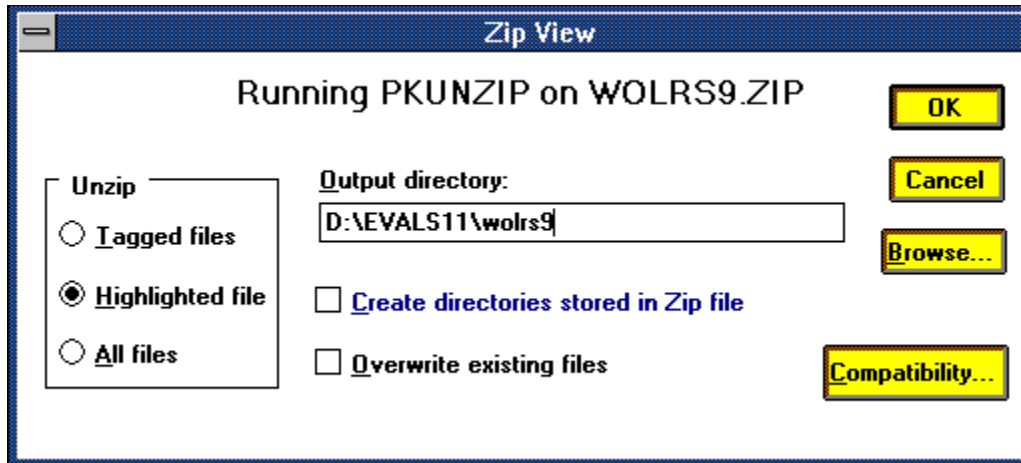 Zip View
Running PKUNZIP on WOLRS9.ZIP
OK
Unzip
Output directory:
Cancel
Tagged files
D:\EVALS11\wolrs9
Browse...
Highlighted file
Create directories stored in Zip file
All files
Overwrite existing files
Compatibility...